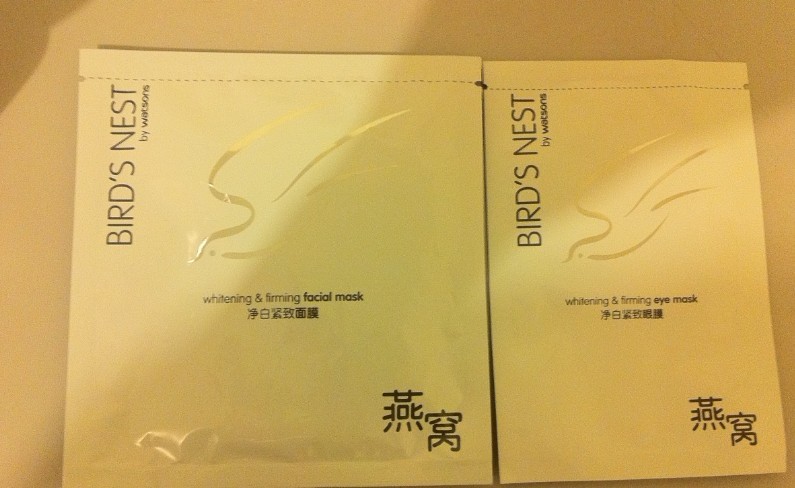 BIRD'S NEST
by watsons
whitening & firming facial mask
净白紧致面膜
燕窝
BIRD'S NEST
by watsons
whitening & firming eye mask
净白紧致眼膜
燕窝